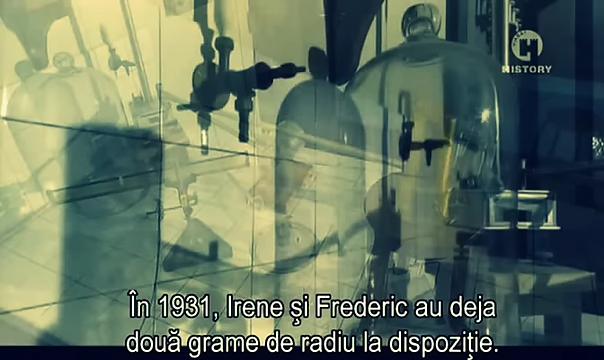 HISTORY
În 1931, Irene şi Frederic au deja
două grame de radiu la dispoziţie.